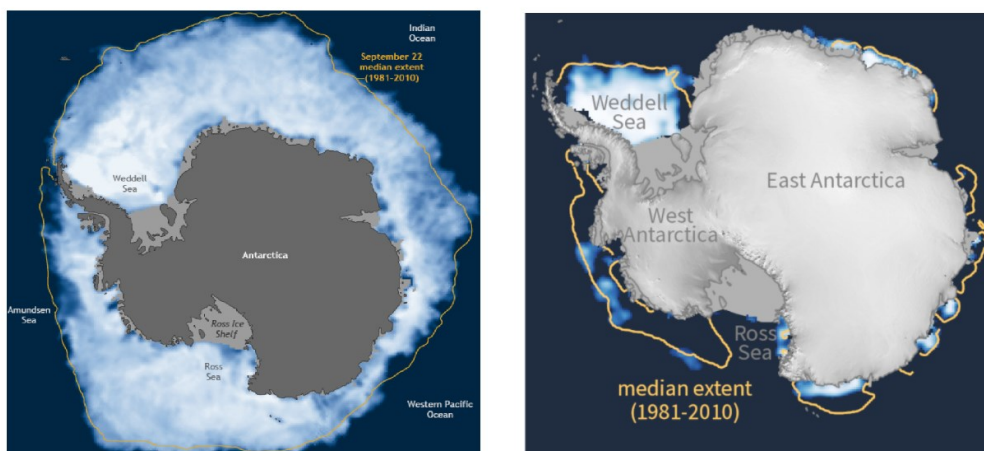 Indian
Ocean
September 22
median extent
(1981-2010)
Weddell
Sea
Antarctica
Amundsen
Sea
Ross Ice
Shelf
Ross
Sea
Western Pacific
Ocean
Weddell
Sea
East Antarctica
West
Antarctica
Ross
Sea
median extent
(1981-2010)